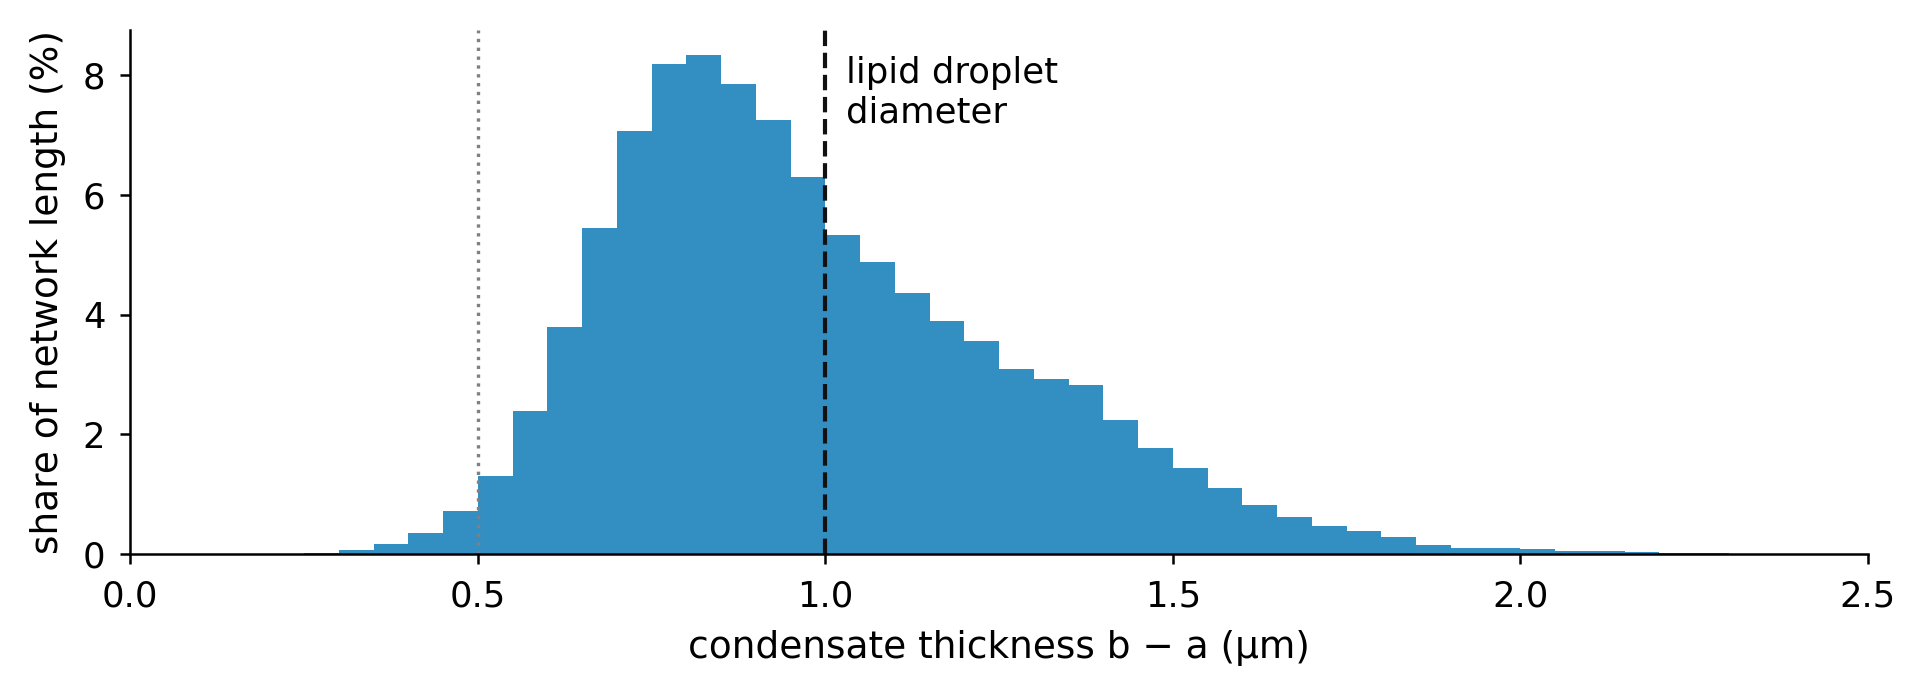 share of network length (%)
8
6
4
2
0
lipid droplet
diameter
0.0 0.5 1.0 1.5 2.0 2.5
condensate thickness b − a (µm)